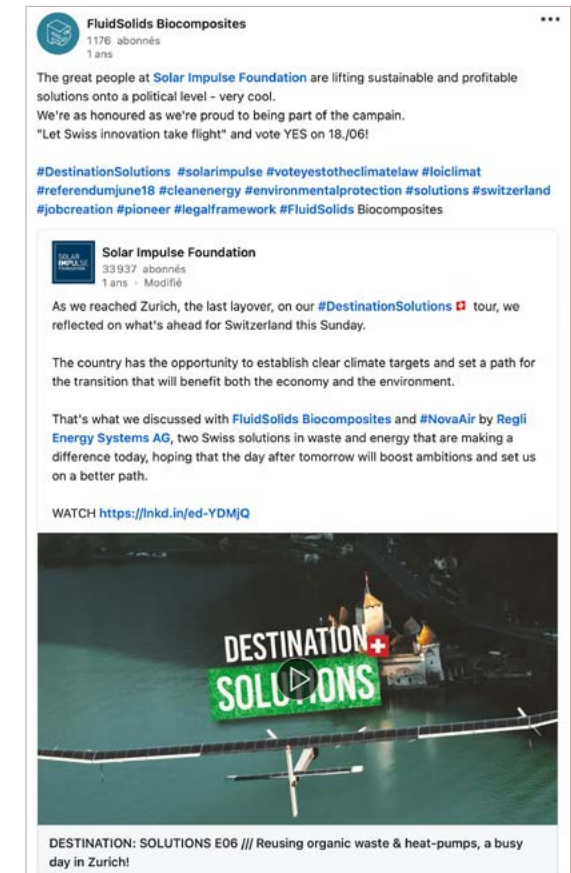 FluidSolids Biocomposites
1176 abonnés
1 ans
The great people at Solar Impulse Foundation are lifting sustainable and profitable
solutions onto a political level - very cool.
We're as honoured as we're proud to being part of the campain.
"Let Swiss innovation take flight" and vote YES on 18./06!
#DestinationSolutions #solarimpulse #voteyestotheclimatelaw #loiclimat
#referendumjune18 #cleanenergy #environmentalprotection #solutions #switzerland
#jobcreation #pioneer #legalframework #FluidSolids Biocomposites
SOLAR
IMPULSE
FOUNDATION
Solar Impulse Foundation
33937 abonnés
1 ans · Modifié
As we reached Zurich, the last layover, on our #DestinationSolutions 🇨🇭 tour, we
reflected on what's ahead for Switzerland this Sunday.
The country has the opportunity to establish clear climate targets and set a path for
the transition that will benefit both the economy and the environment.
That's what we discussed with FluidSolids Biocomposites and #NovaAir by Regli
Energy Systems AG, two Swiss solutions in waste and energy that are making a
difference today, hoping that the day after tomorrow will boost ambitions and set us
on a better path.
WATCH https://lnkd.in/ed-YDMjQ
DESTINATION
SOLUTIONS
DESTINATION: SOLUTIONS E06 /// Reusing organic waste & heat-pumps, a busy
day in Zurich!